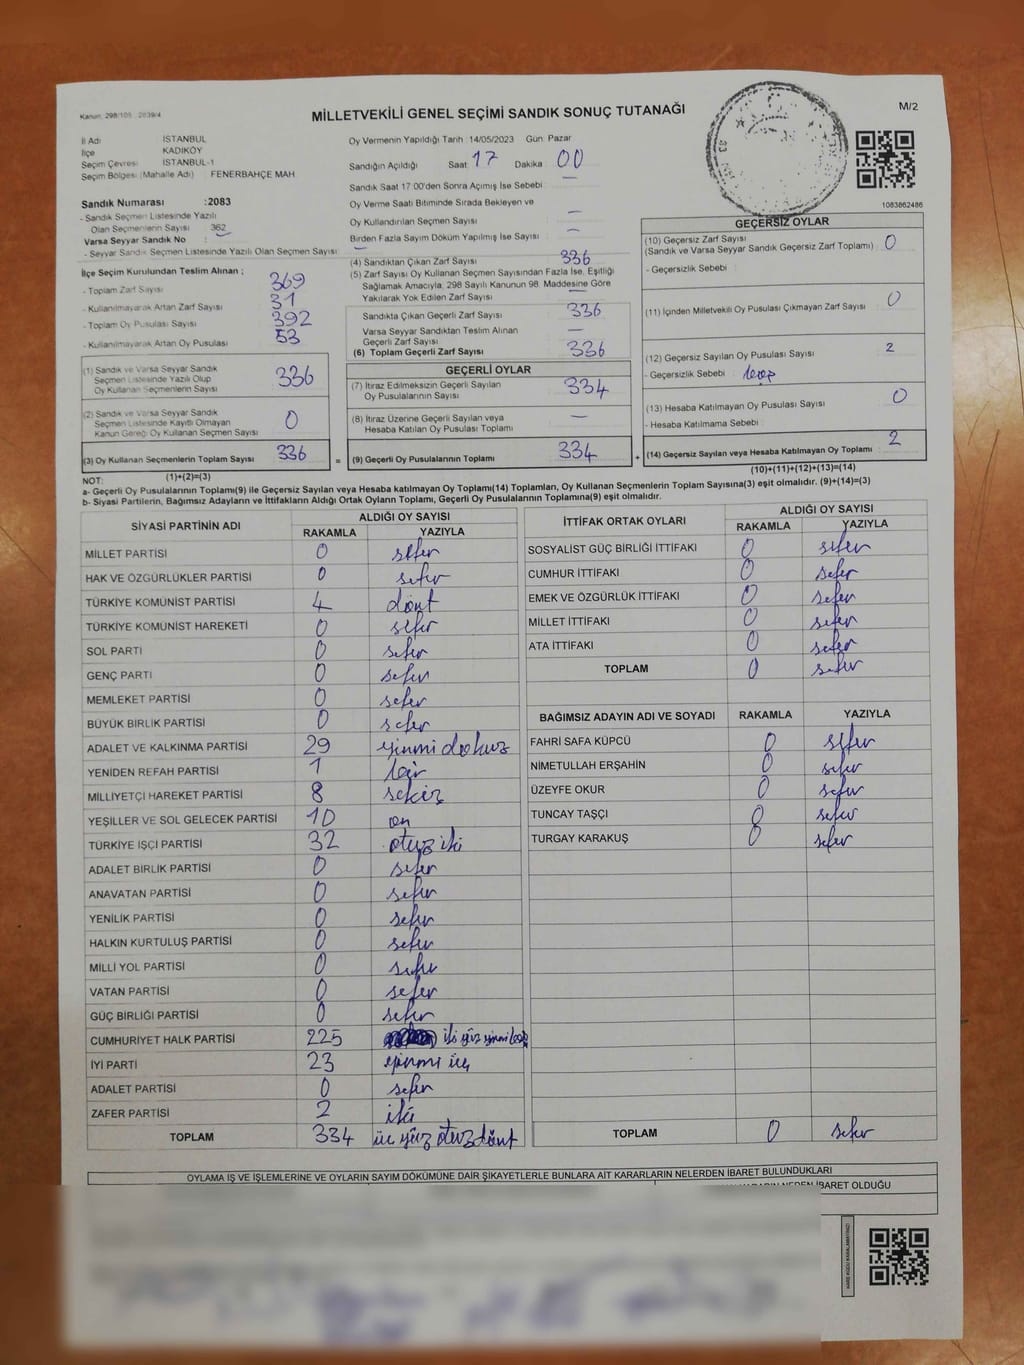 Kanun: 298/105 2839/4
MİLLETVEKİLİ GENEL SEÇİMİ SANDIK SONUÇ TUTANAĞI
M/2
İl Adı İSTANBUL
İlçe KADIKÖY
Seçim Çevresi İSTANBUL-1
Seçim Bölgesi (Mahalle Adı) FENERBAHÇE MAH
Sandık Numarası :2083
- Sandık Seçmen Listesinde Yazılı
Olan Seçmenlerin Sayısı 362
Varsa Seyyar Sandık No
- Seyyar Sandık Seçmen Listesinde Yazılı Olan Seçmen Sayısı —
İlçe Seçim Kurulundan Teslim Alınan ;
- Toplam Zarf Sayısı 369
- Kullanılmayarak Artan Zarf Sayısı 31
- Toplam Oy Pusulası Sayısı 392
- Kullanılmayarak Artan Oy Pusulası 53
(1) Sandık ve Varsa Seyyar Sandık
Seçmen Listesinde Yazılı Olup
Oy Kullanan Seçmenlerin Sayısı 336
(2) Sandık ve Varsa Seyyar Sandık
Seçmen Listesinde Kayıtlı Olmayan
Kanun Gereği Oy Kullanan Seçmen Sayısı 0
(3) Oy Kullanan Seçmenlerin Toplam Sayısı 336
(1)+(2)=(3)
Oy Vermenin Yapıldığı Tarih 14/05/2023 Gün Pazar
Sandığın Açıldığı Saat 17 Dakika 00
Sandık Saat 17 00'den Sonra Açımış İse Sebebi —
Oy Verme Saati Bitiminde Sırada Bekleyen ve
Oy Kullandırılan Seçmen Sayısı —
Birden Fazla Sayım Döküm Yapılmış İse Sayısı —
(4) Sandıktan Çıkan Zarf Sayısı 336
(5) Zarf Sayısı Oy Kullanan Seçmen Sayısından Fazla İse, Eşitliği
Sağlamak Amacıyla, 298 Sayılı Kanunun 98. Maddesine Göre
Yakılarak Yok Edilen Zarf Sayısı —
Sandıkta Çıkan Geçerli Zarf Sayısı 336
Varsa Seyyar Sandıktan Teslim Alınan
Geçerli Zarf Sayısı —
(6) Toplam Geçerli Zarf Sayısı 336
GEÇERLİ OYLAR
(7) İtiraz Edilmeksizin Geçerli Sayılan
Oy Pusulalarının Sayısı 334
(8) İtiraz Üzerine Geçerli Sayılan veya
Hesaba Katılan Oy Pusulası Toplamı —
= (9) Geçerli Oy Pusulalarının Toplamı 334 +
1083862486
GEÇERSİZ OYLAR
(10) Geçersiz Zarf Sayısı 0
(Sandık ve Varsa Seyyar Sandık Geçersiz Zarf Toplamı)
- Geçersizlik Sebebi :
(11) İçinden Milletvekili Oy Pusulası Çıkmayan Zarf Sayısı 0
(12) Geçersiz Sayılan Oy Pusulası Sayısı 2
- Geçersizlik Sebebi :
(13) Hesaba Katılmayan Oy Pusulası Sayısı 0
- Hesaba Katılmama Sebebi :
(14) Geçersiz Sayılan veya Hesaba Katılmayan Oy Toplamı 2
(10)+(11)+(12)+(13)=(14)
NOT:
a- Geçerli Oy Pusulalarının Toplamı(9) ile Geçersiz Sayılan veya Hesaba katılmayan Oy Toplamı(14) Toplamları, Oy Kullanan Seçmenlerin Toplam Sayısına(3) eşit olmalıdır. (9)+(14)=(3)
b- Siyasi Partilerin, Bağımsız Adayların ve İttifakların Aldığı Ortak Oyların Toplamı, Geçerli Oy Pusulalarının Toplamına(9) eşit olmalıdır.
SİYASİ PARTİNİN ADI ALDIĞI OY SAYISI
RAKAMLA YAZIYLA
MİLLET PARTİSİ 0 sıfır
HAK VE ÖZGÜRLÜKLER PARTİSİ 0 sıfır
TÜRKİYE KOMÜNİST PARTİSİ 4 dört
TÜRKİYE KOMÜNİST HAREKETİ 0 sıfır
SOL PARTİ 0 sıfır
GENÇ PARTİ 0 sıfır
MEMLEKET PARTİSİ 0 sıfır
BÜYÜK BİRLİK PARTİSİ 0 sıfır
ADALET VE KALKINMA PARTİSİ 29 yirmi dokuz
YENİDEN REFAH PARTİSİ 1 bir
MİLLİYETÇİ HAREKET PARTİSİ 8 sekiz
YEŞİLLER VE SOL GELECEK PARTİSİ 10 on
TÜRKİYE İŞÇİ PARTİSİ 32 otuz iki
ADALET BİRLİK PARTİSİ 0 sıfır
ANAVATAN PARTİSİ 0 sıfır
YENİLİK PARTİSİ 0 sıfır
HALKIN KURTULUŞ PARTİSİ 0 sıfır
MİLLİ YOL PARTİSİ 0 sıfır
VATAN PARTİSİ 0 sıfır
GÜÇ BİRLİĞİ PARTİSİ 0 sıfır
CUMHURİYET HALK PARTİSİ 225 iki yüz yirmi beş
İYİ PARTİ 23 yirmi üç
ADALET PARTİSİ 0 sıfır
ZAFER PARTİSİ 2 iki
TOPLAM 334 üç yüz otuz dört
İTTİFAK ORTAK OYLARI ALDIĞI OY SAYISI
RAKAMLA YAZIYLA
SOSYALİST GÜÇ BİRLİĞİ İTTİFAKI 0 sıfır
CUMHUR İTTİFAKI 0 sıfır
EMEK VE ÖZGÜRLÜK İTTİFAKI 0 sıfır
MİLLET İTTİFAKI 0 sıfır
ATA İTTİFAKI 0 sıfır
TOPLAM 0 sıfır
BAĞIMSIZ ADAYIN ADI VE SOYADI RAKAMLA YAZIYLA
FAHRİ SAFA KÜPCÜ 0 sıfır
NİMETULLAH ERŞAHİN 0 sıfır
ÜZEYFE OKUR 0 sıfır
TUNCAY TAŞÇI 0 sıfır
TURGAY KARAKUŞ 0 sıfır
TOPLAM 0 sıfır
OYLAMA İŞ VE İŞLEMLERİNE VE OYLARIN SAYIM DÖKÜMÜNE DAİR ŞİKAYETLERLE BUNLARA AİT KARARLARIN NELERDEN İBARET BULUNDUKLARI
NEDEN İBARET OLDUĞU